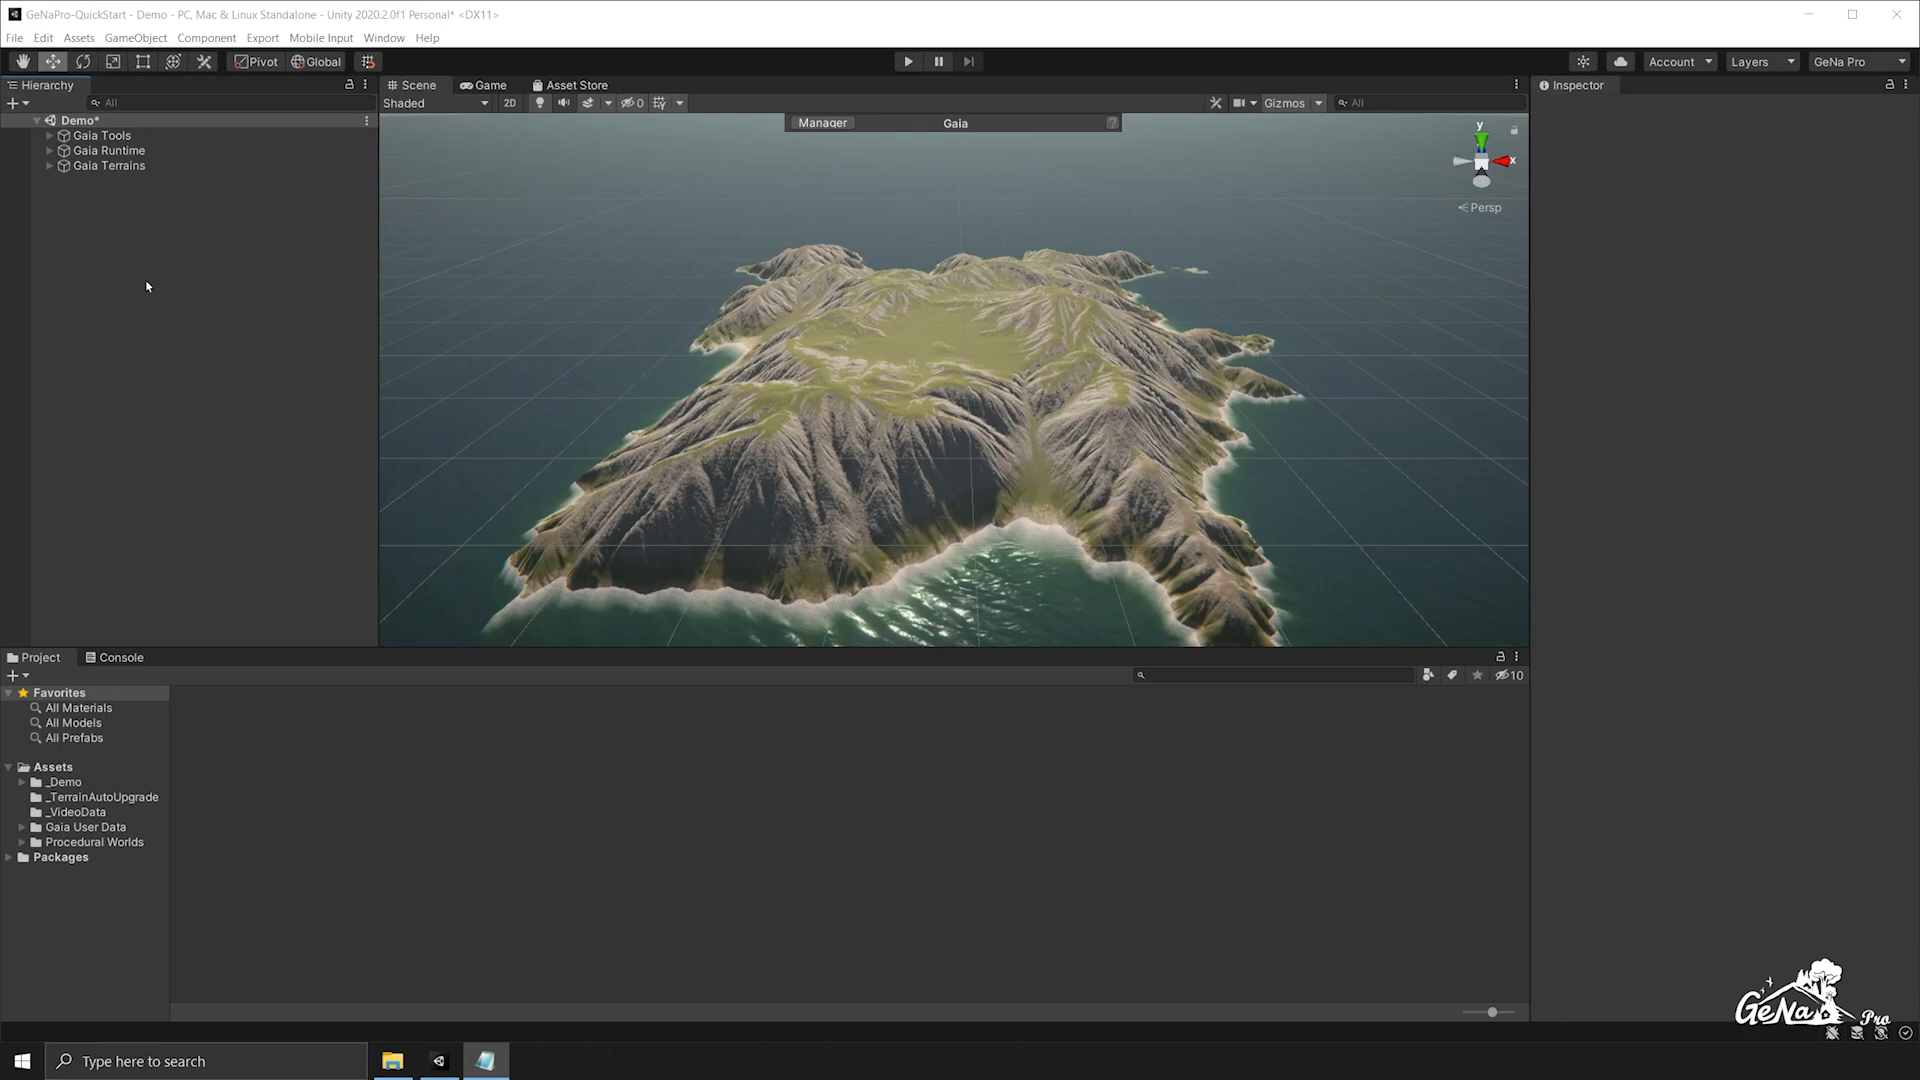 GeNaPro-QuickStart - Demo - PC, Mac & Linux Standalone - Unity 2020.2.0f1 Personal* <DX11>
File Edit Assets GameObject Component Export Mobile Input Window Help
Pivot Global Account Layers GeNa Pro
Hierarchy Scene Game Asset Store Inspector
All Shaded 2D 0 Gizmos All
Demo* Manager Gaia
Gaia Tools
Gaia Runtime
Gaia Terrains
y
x
Persp
Project Console
10
Favorites
All Materials
All Models
All Prefabs
Assets
_Demo
_TerrainAutoUpgrade
_VideoData
Gaia User Data
Procedural Worlds
Packages
GeNa Pro
Type here to search